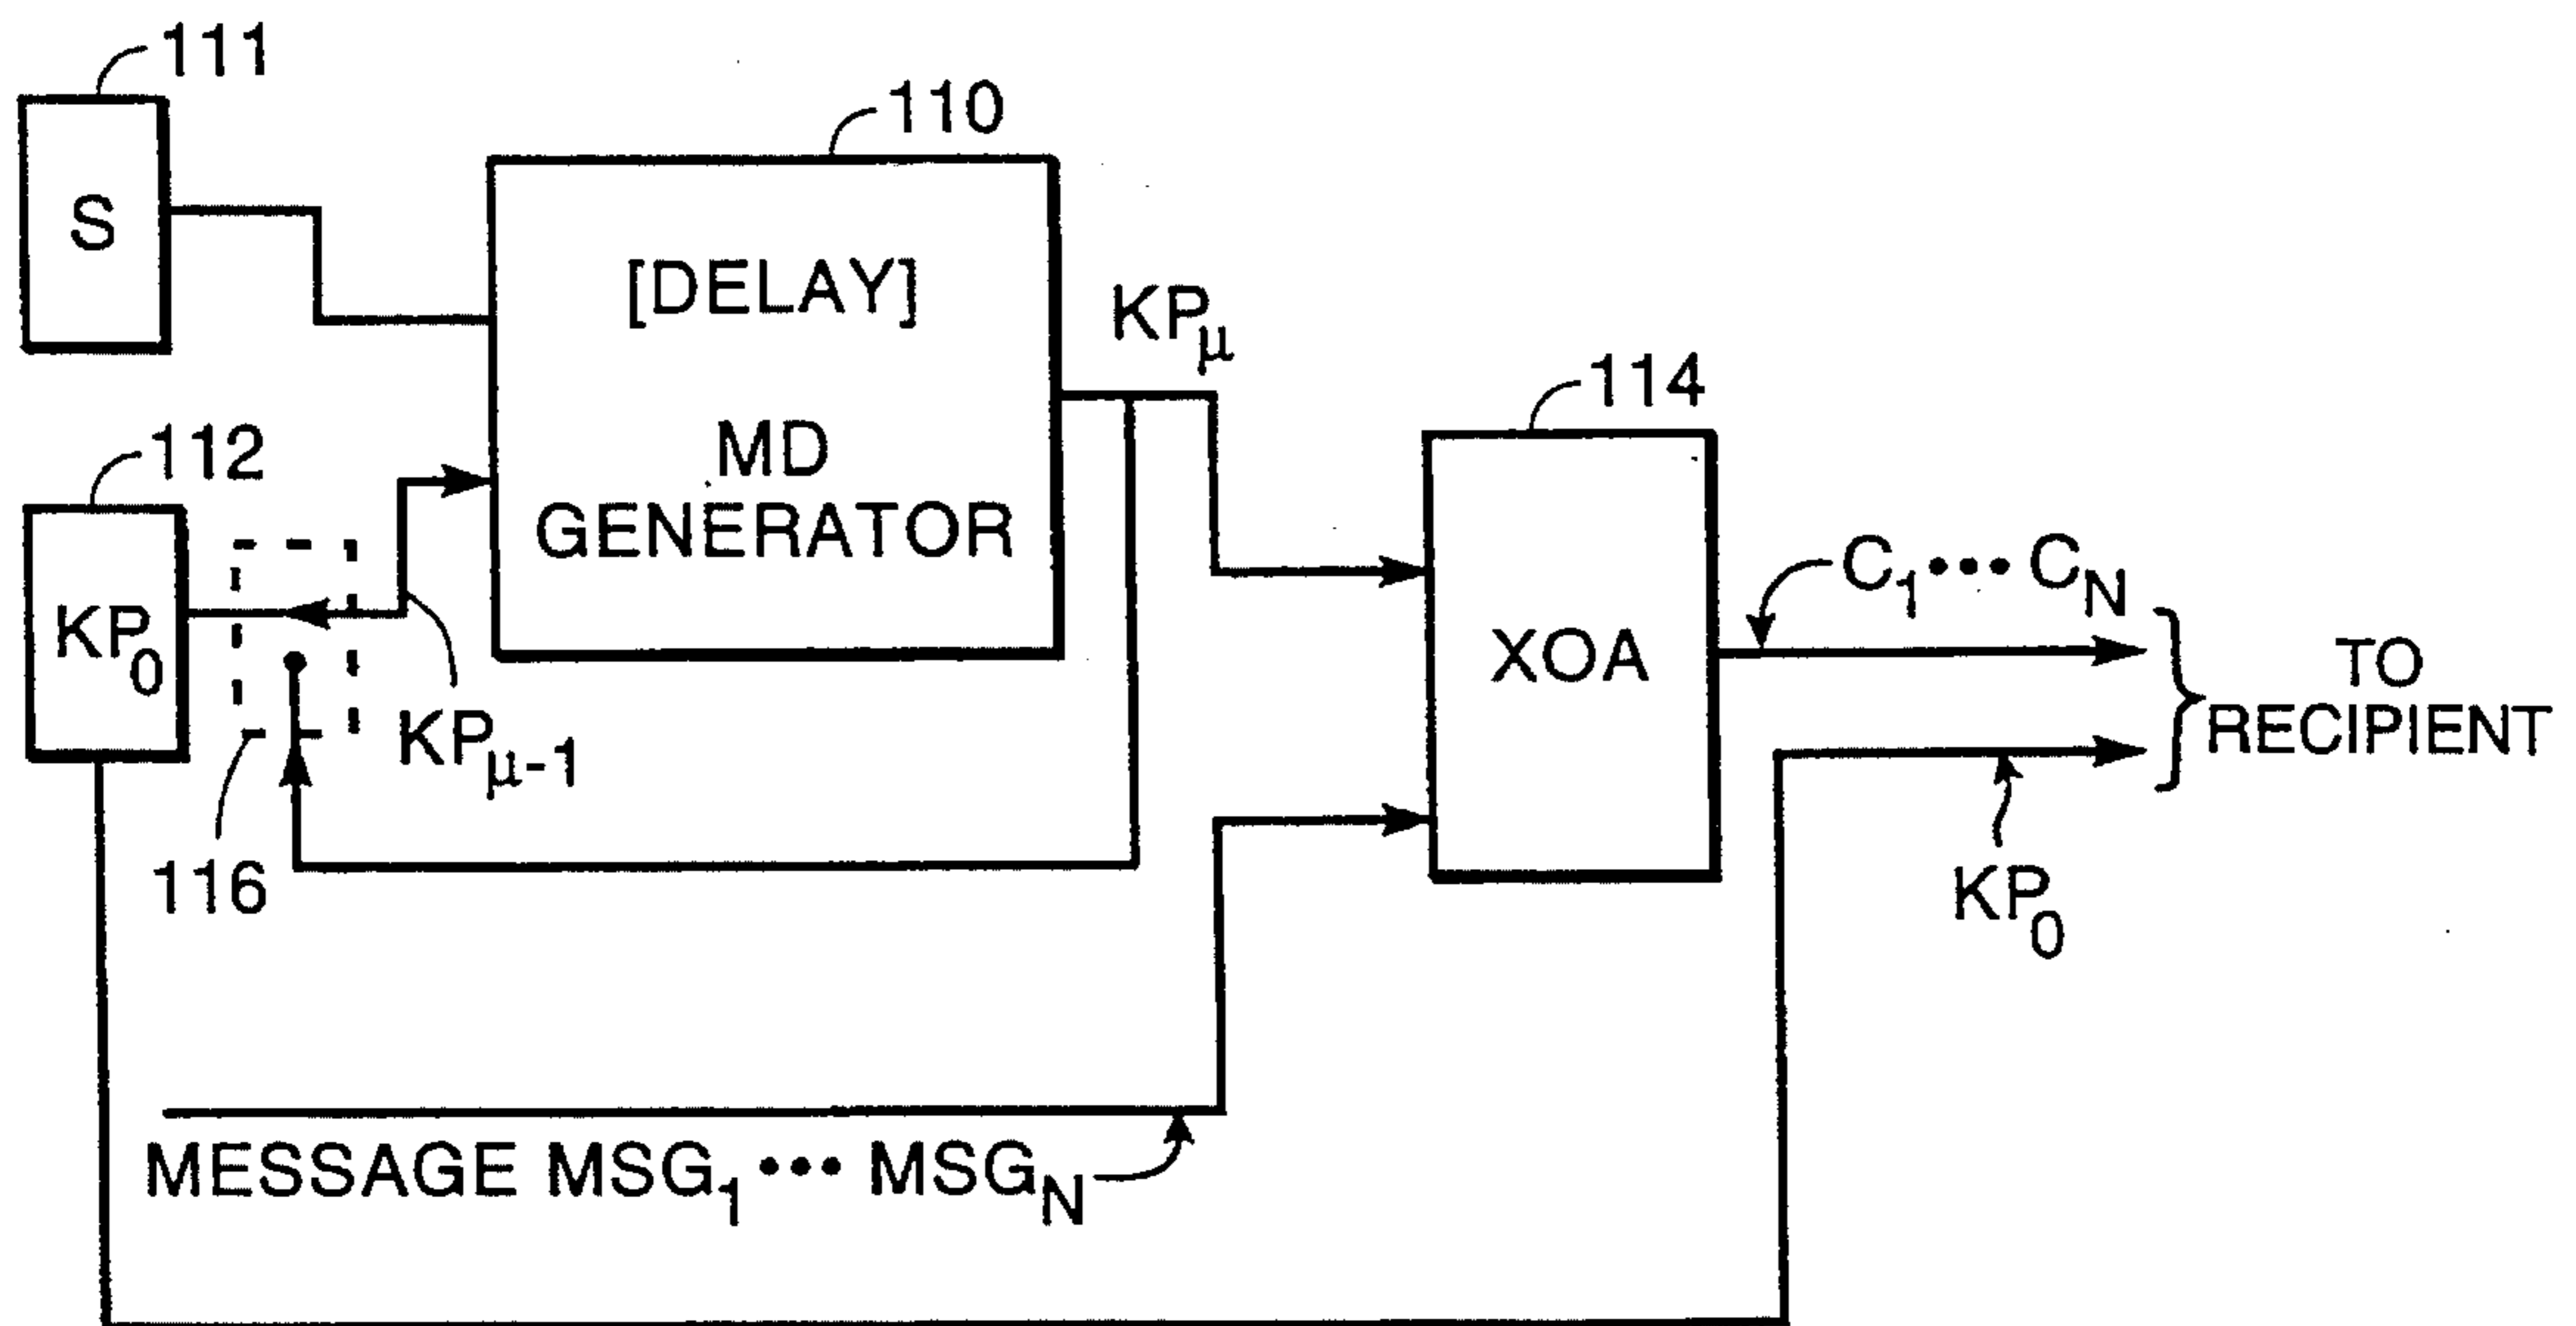 111
S
110
[DELAY]
MD
GENERATOR
KPμ
114
XOA
112
KP0
KPμ-1
116
C1 ••• CN
TO
RECIPIENT
KP0
MESSAGE MSG1 ••• MSGN